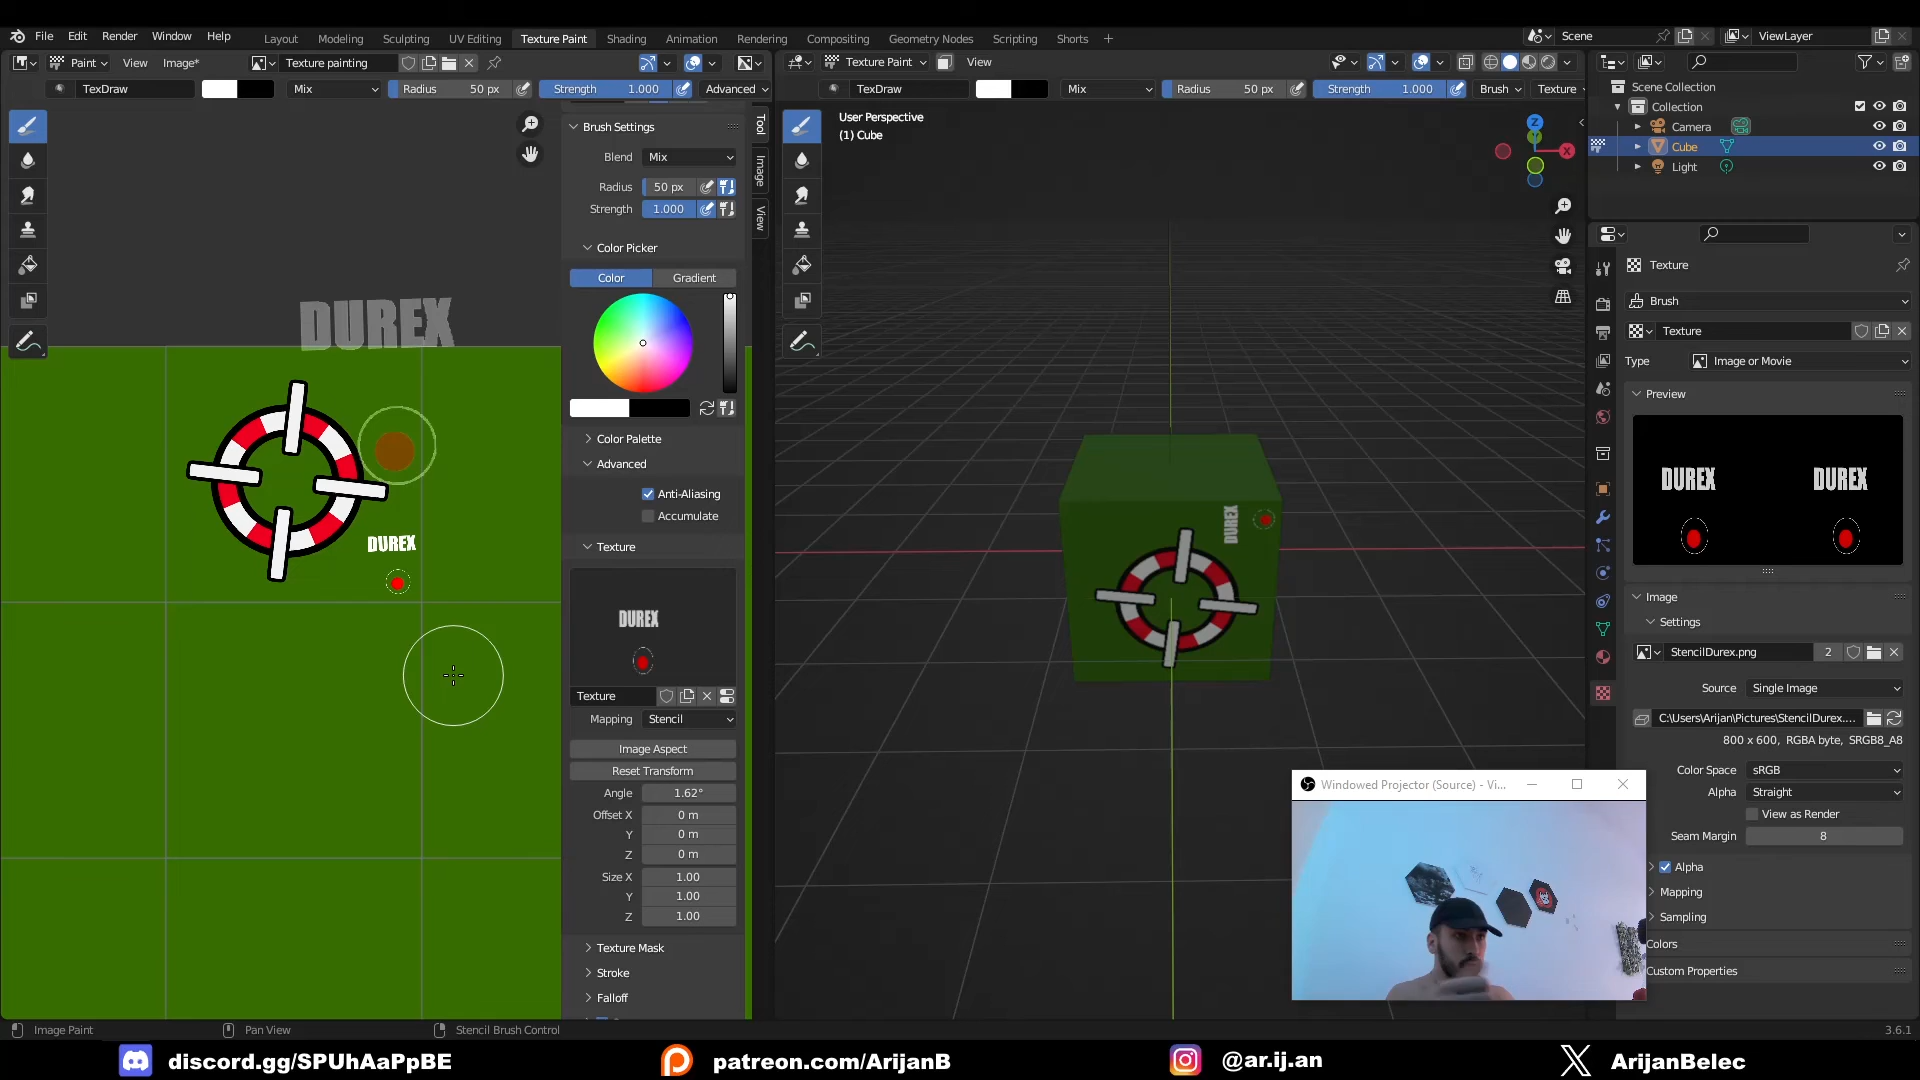 File Edit Render Window Help Layout Modeling Sculpting UV Editing Texture Paint Shading Animation Rendering Compositing Geometry Nodes Scripting Shorts + Scene ViewLayer
Paint View Image* Texture painting
TexDraw Mix Radius 50 px Strength 1.000 Advanced
Brush Settings
Blend Mix
Radius 50 px
Strength 1.000
Color Picker
Color Gradient
Color Palette
Advanced
Anti-Aliasing
Accumulate
Texture
DUREX
Texture
Mapping Stencil
Image Aspect
Reset Transform
Angle 1.62°
Offset X 0 m
Y 0 m
Z 0 m
Size X 1.00
Y 1.00
Z 1.00
Texture Mask
Stroke
Falloff
Tool
Image
View
DUREX
DUREX
Texture Paint View
TexDraw Mix Radius 50 px Strength 1.000 Brush Texture
User Perspective
(1) Cube
Z
X
DUREX
Scene Collection
Collection
Camera
Cube
Light
Texture
Brush
Texture
Type Image or Movie
Preview
DUREX DUREX
Image
Settings
StencilDurex.png 2
Source Single Image
C:\Users\Arijan\Pictures\StencilDurex....
800 x 600, RGBA byte, SRGB8_A8
Color Space sRGB
Alpha Straight
View as Render
Seam Margin 8
Alpha
Mapping
Sampling
Colors
Custom Properties
Windowed Projector (Source) - Vi...
Image Paint Pan View Stencil Brush Control 3.6.1
discord.gg/SPUhAaPpBE patreon.com/ArijanB @ar.ij.an ArijanBelec